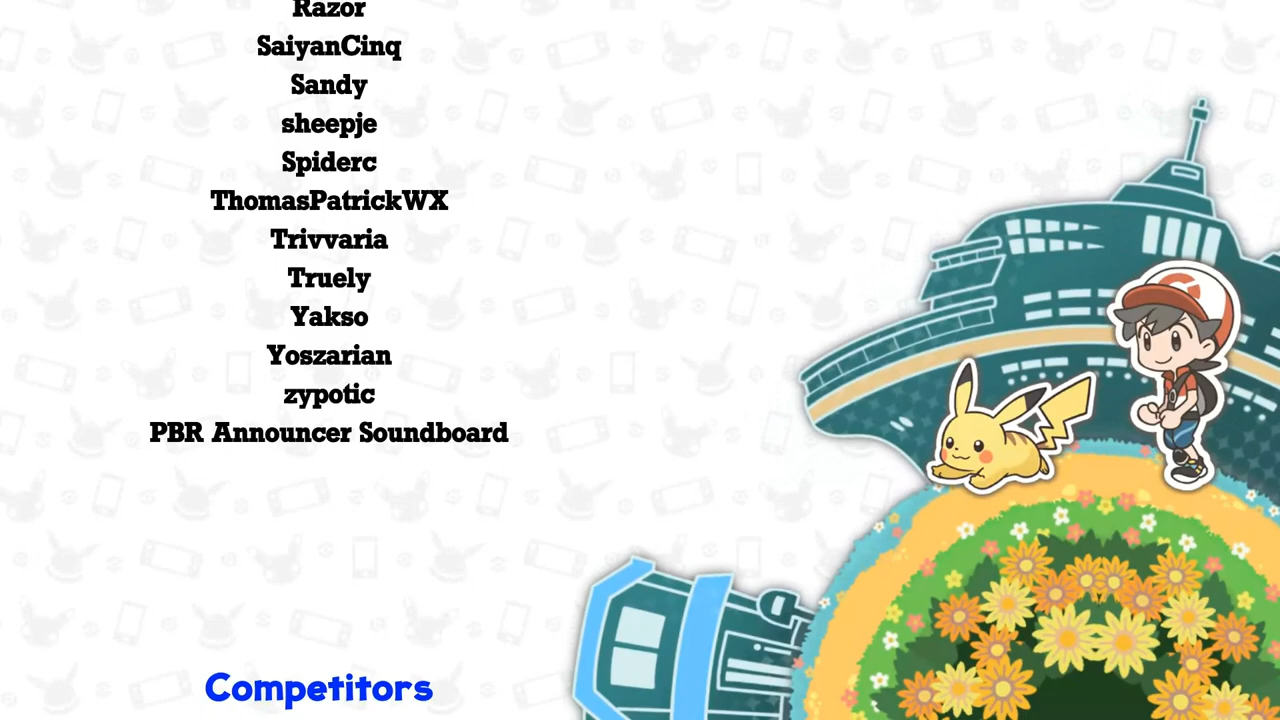 Razor
SaiyanCinq
Sandy
sheepje
Spiderc
ThomasPatrickWX
Trivvaria
Truely
Yakso
Yoszarian
zypotic
PBR Announcer Soundboard
Competitors